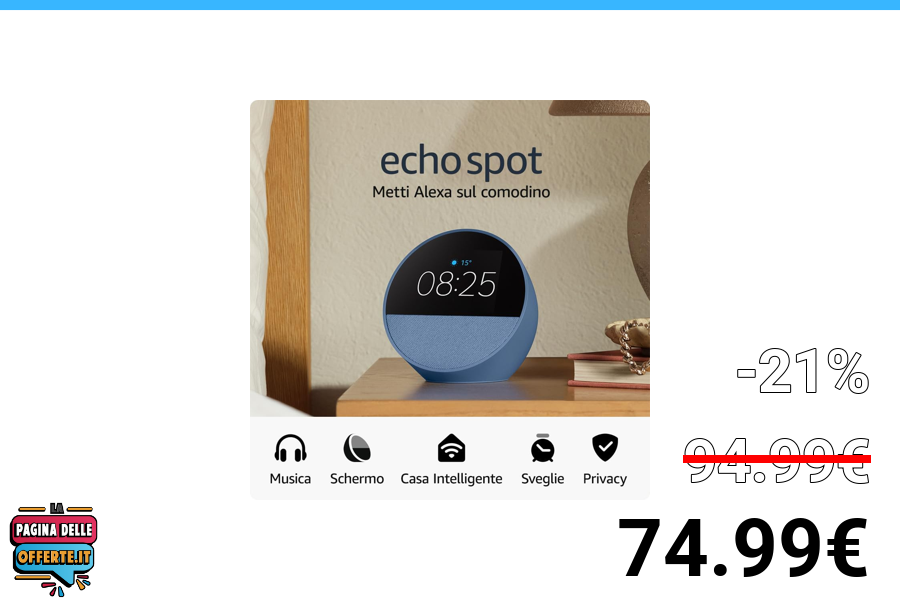 echo spot
Metti Alexa sul comodino
15°
08:25
Musica
Schermo
Casa Intelligente
Sveglie
Privacy
-21%
94.99€
74.99€
LA
PAGINA DELLE
OFFERTE.IT